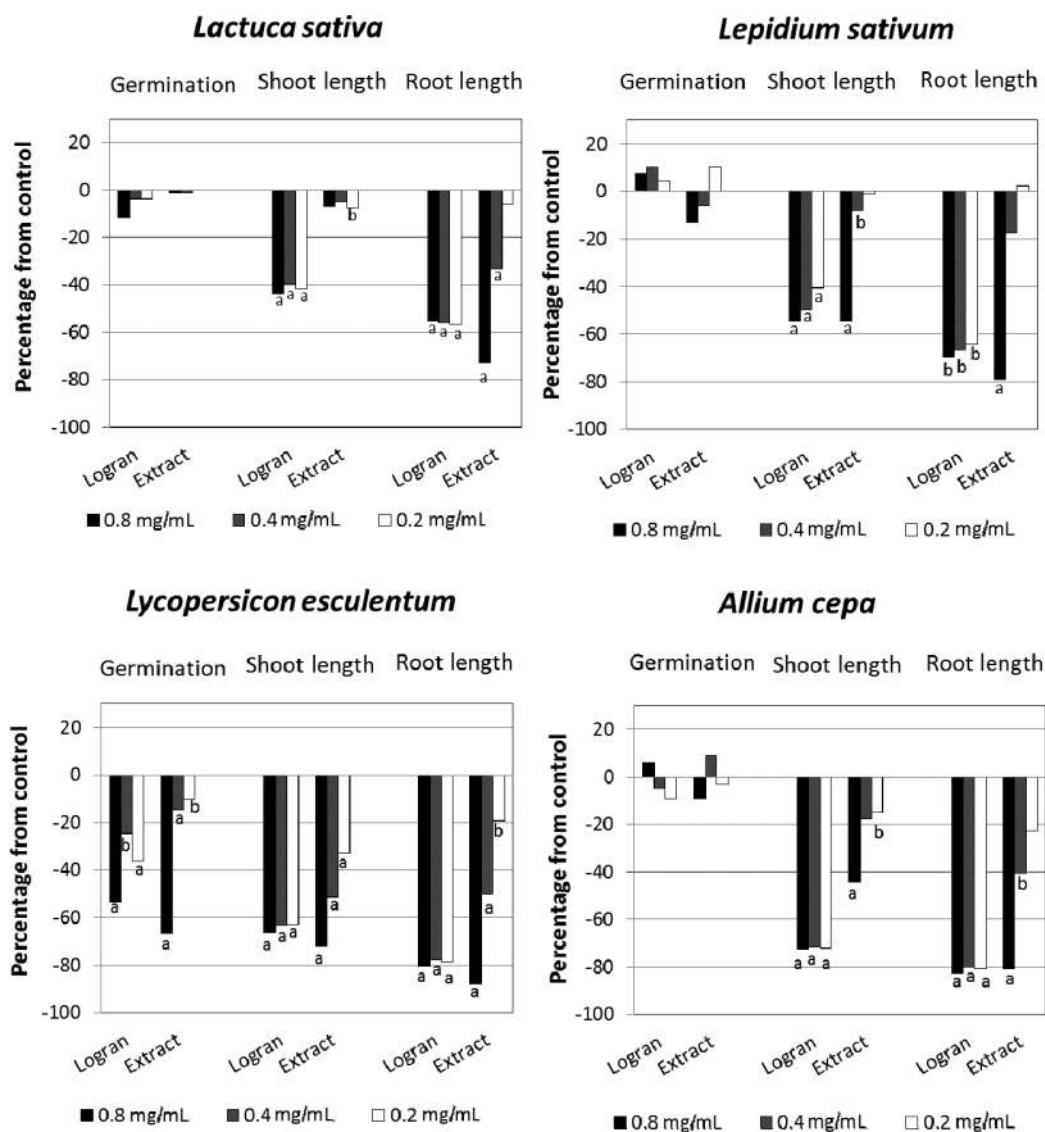 Lactuca sativa
Germination Shoot length Root length
Percentage from control
20
0
-20
-40
-60
-80
-100
b
a a a
a a a
a
a
Logran Extract Logran Extract Logran Extract
0.8 mg/mL 0.4 mg/mL 0.2 mg/mL
Lepidium sativum
Germination Shoot length Root length
Percentage from control
20
0
-20
-40
-60
-80
-100
a a a
a b
b b b
a
Logran Extract Logran Extract Logran Extract
0.8 mg/mL 0.4 mg/mL 0.2 mg/mL
Lycopersicon esculentum
Germination Shoot length Root length
Percentage from control
20
0
-20
-40
-60
-80
-100
a b a
a a b
a a a
a a a
a a a
a a b
Logran Extract Logran Extract Logran Extract
0.8 mg/mL 0.4 mg/mL 0.2 mg/mL
Allium cepa
Germination Shoot length Root length
Percentage from control
20
0
-20
-40
-60
-80
-100
a a a
a b
a a a
a b
Logran Extract Logran Extract Logran Extract
0.8 mg/mL 0.4 mg/mL 0.2 mg/mL